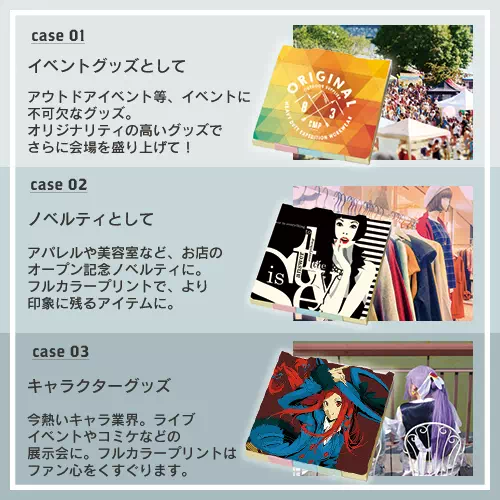 case 01
イベントグッズとして
アウトドアイベント等、イベントに
不可欠なグッズ。
オリジナリティの高いグッズで
さらに会場を盛り上げて！
ORIGINAL
8 3
case 02
ノベルティとして
アパレルや美容室など、お店の
オープン記念ノベルティに。
フルカラープリントで、より
印象に残るアイテムに。
is
case 03
キャラクターグッズ
今熱いキャラ業界。ライブ
イベントやコミケなどの
展示会に。フルカラープリントは
ファン心をくすぐります。